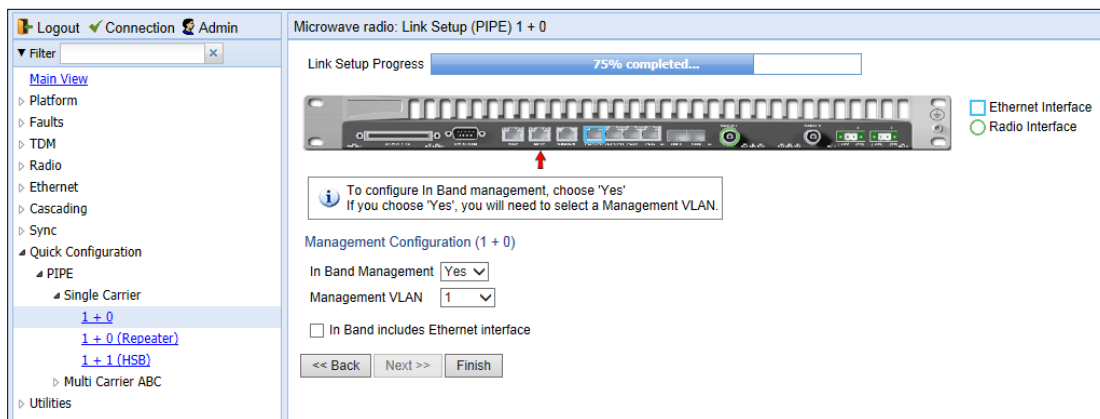 Logout Connection Admin
Filter
Main View
Platform
Faults
TDM
Radio
Ethernet
Cascading
Sync
Quick Configuration
PIPE
Single Carrier
1 + 0
1 + 0 (Repeater)
1 + 1 (HSB)
Multi Carrier ABC
Utilities
Microwave radio: Link Setup (PIPE) 1 + 0
Link Setup Progress 75% completed...
Ethernet Interface
Radio Interface
To configure In Band management, choose 'Yes'
If you choose 'Yes', you will need to select a Management VLAN.
Management Configuration (1 + 0)
In Band Management Yes
Management VLAN 1
In Band includes Ethernet interface
<< Back Next >> Finish